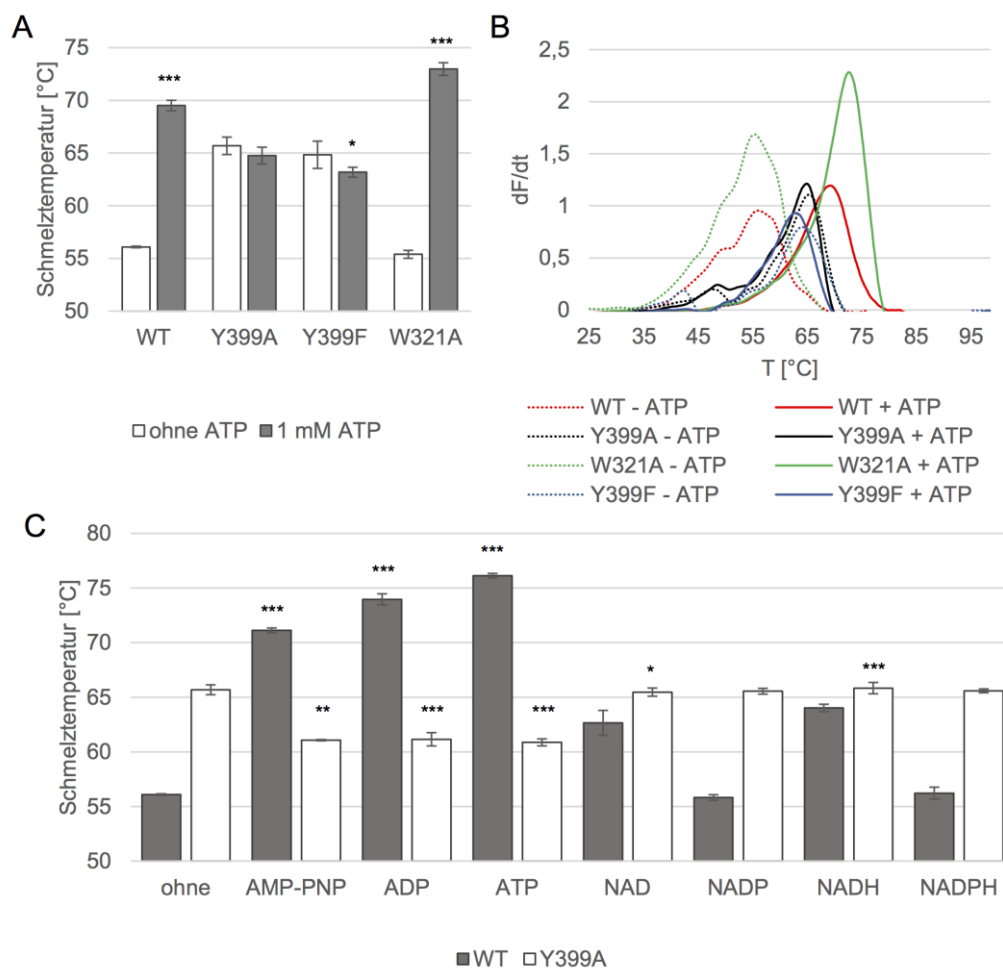 A
Schmelztemperatur [°C]
75
70
65
60
55
50
***
*
***
WT Y399A Y399F W321A
ohne ATP 1 mM ATP
B
dF/dt
2,5
2
1,5
1
0,5
0
25 35 45 55 65 75 85 95
T [°C]
WT - ATP WT + ATP
Y399A - ATP Y399A + ATP
W321A - ATP W321A + ATP
Y399F - ATP Y399F + ATP
C
Schmelztemperatur [°C]
80
75
70
65
60
55
50
*** ** *** *** *** *** * ***
ohne AMP-PNP ADP ATP NAD NADP NADH NADPH
WT Y399A